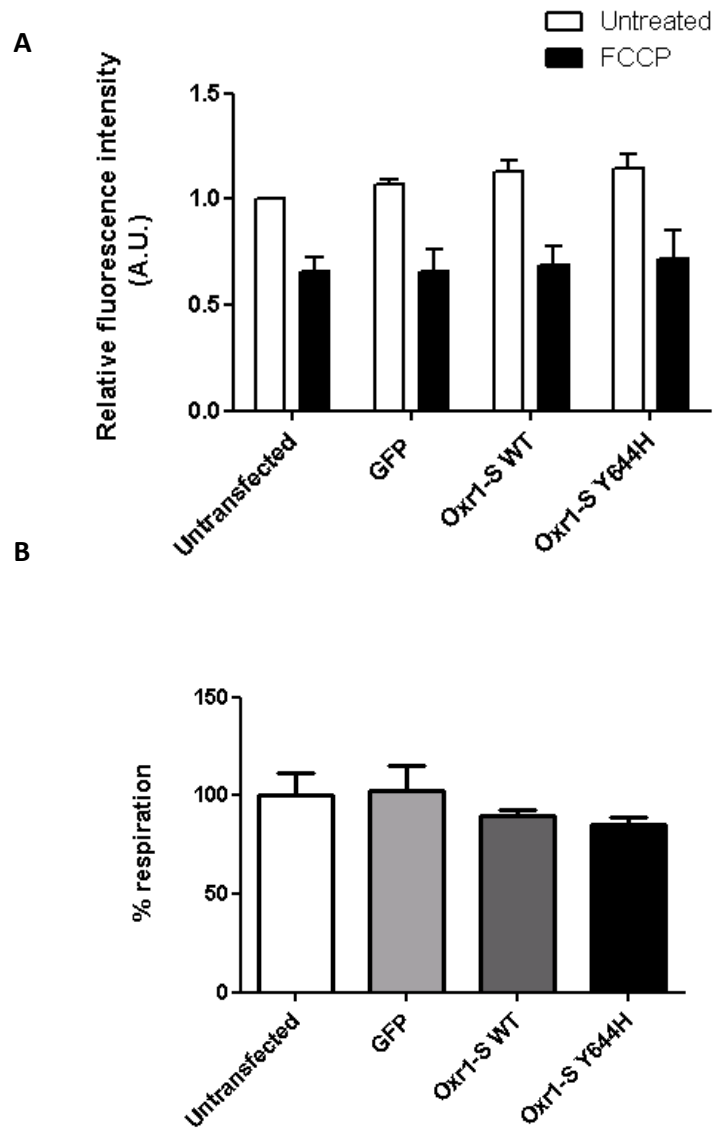 A
Untreated
FCCP
Relative fluorescence intensity
(A.U.)
1.5
1.0
0.5
0.0
Untransfected
GFP
Oxr1-S WT
Oxr1-S Y644H
B
% respiration
150
100
50
0
Untransfected
GFP
Oxr1-S WT
Oxr1-S Y644H